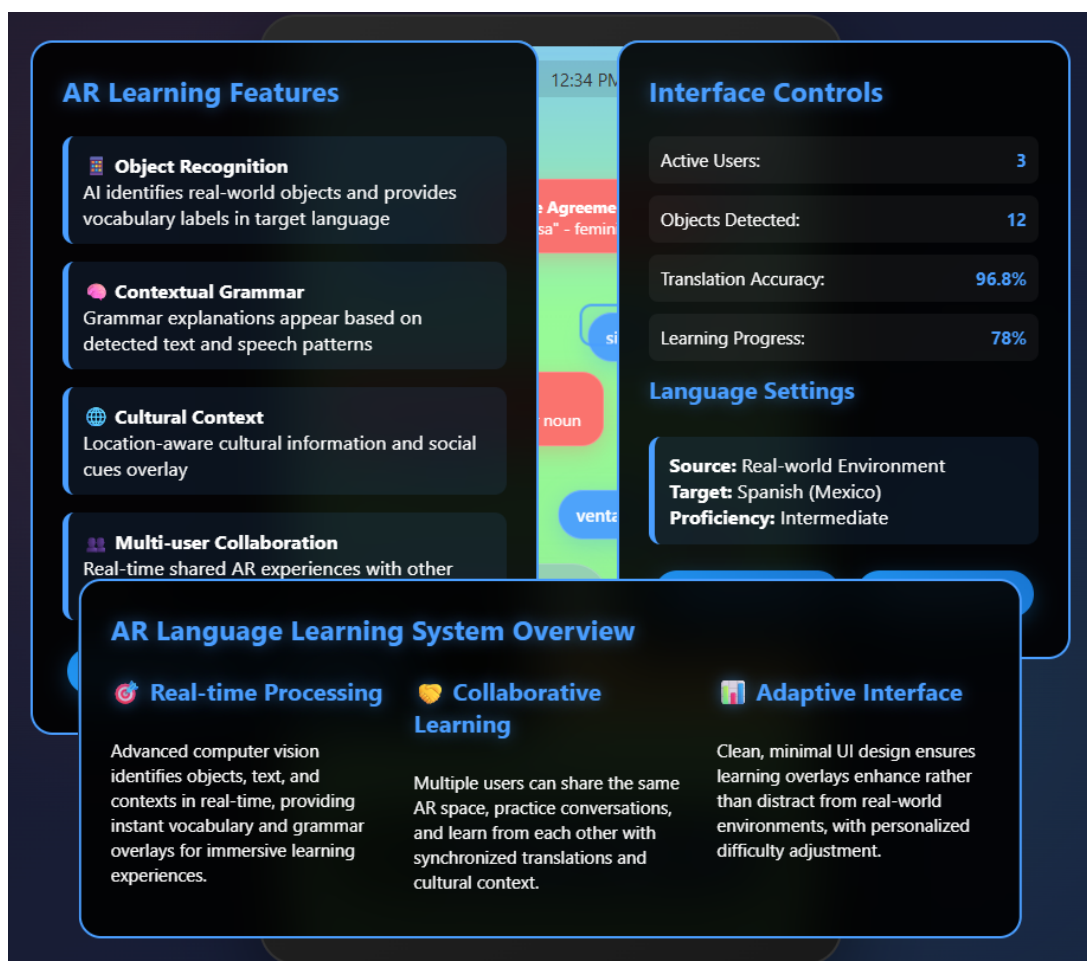 AR Learning Features
Object Recognition
AI identifies real-world objects and provides
vocabulary labels in target language
Contextual Grammar
Grammar explanations appear based on
detected text and speech patterns
Cultural Context
Location-aware cultural information and social
cues overlay
Multi-user Collaboration
Real-time shared AR experiences with other
12:34 PM
Agreeme
sa" - femini
si
noun
venta
Interface Controls
Active Users: 3
Objects Detected: 12
Translation Accuracy: 96.8%
Learning Progress: 78%
Language Settings
Source: Real-world Environment
Target: Spanish (Mexico)
Proficiency: Intermediate
AR Language Learning System Overview
Real-time Processing
Advanced computer vision
identifies objects, text, and
contexts in real-time, providing
instant vocabulary and grammar
overlays for immersive learning
experiences.
Collaborative
Learning
Multiple users can share the same
AR space, practice conversations,
and learn from each other with
synchronized translations and
cultural context.
Adaptive Interface
Clean, minimal UI design ensures
learning overlays enhance rather
than distract from real-world
environments, with personalized
difficulty adjustment.